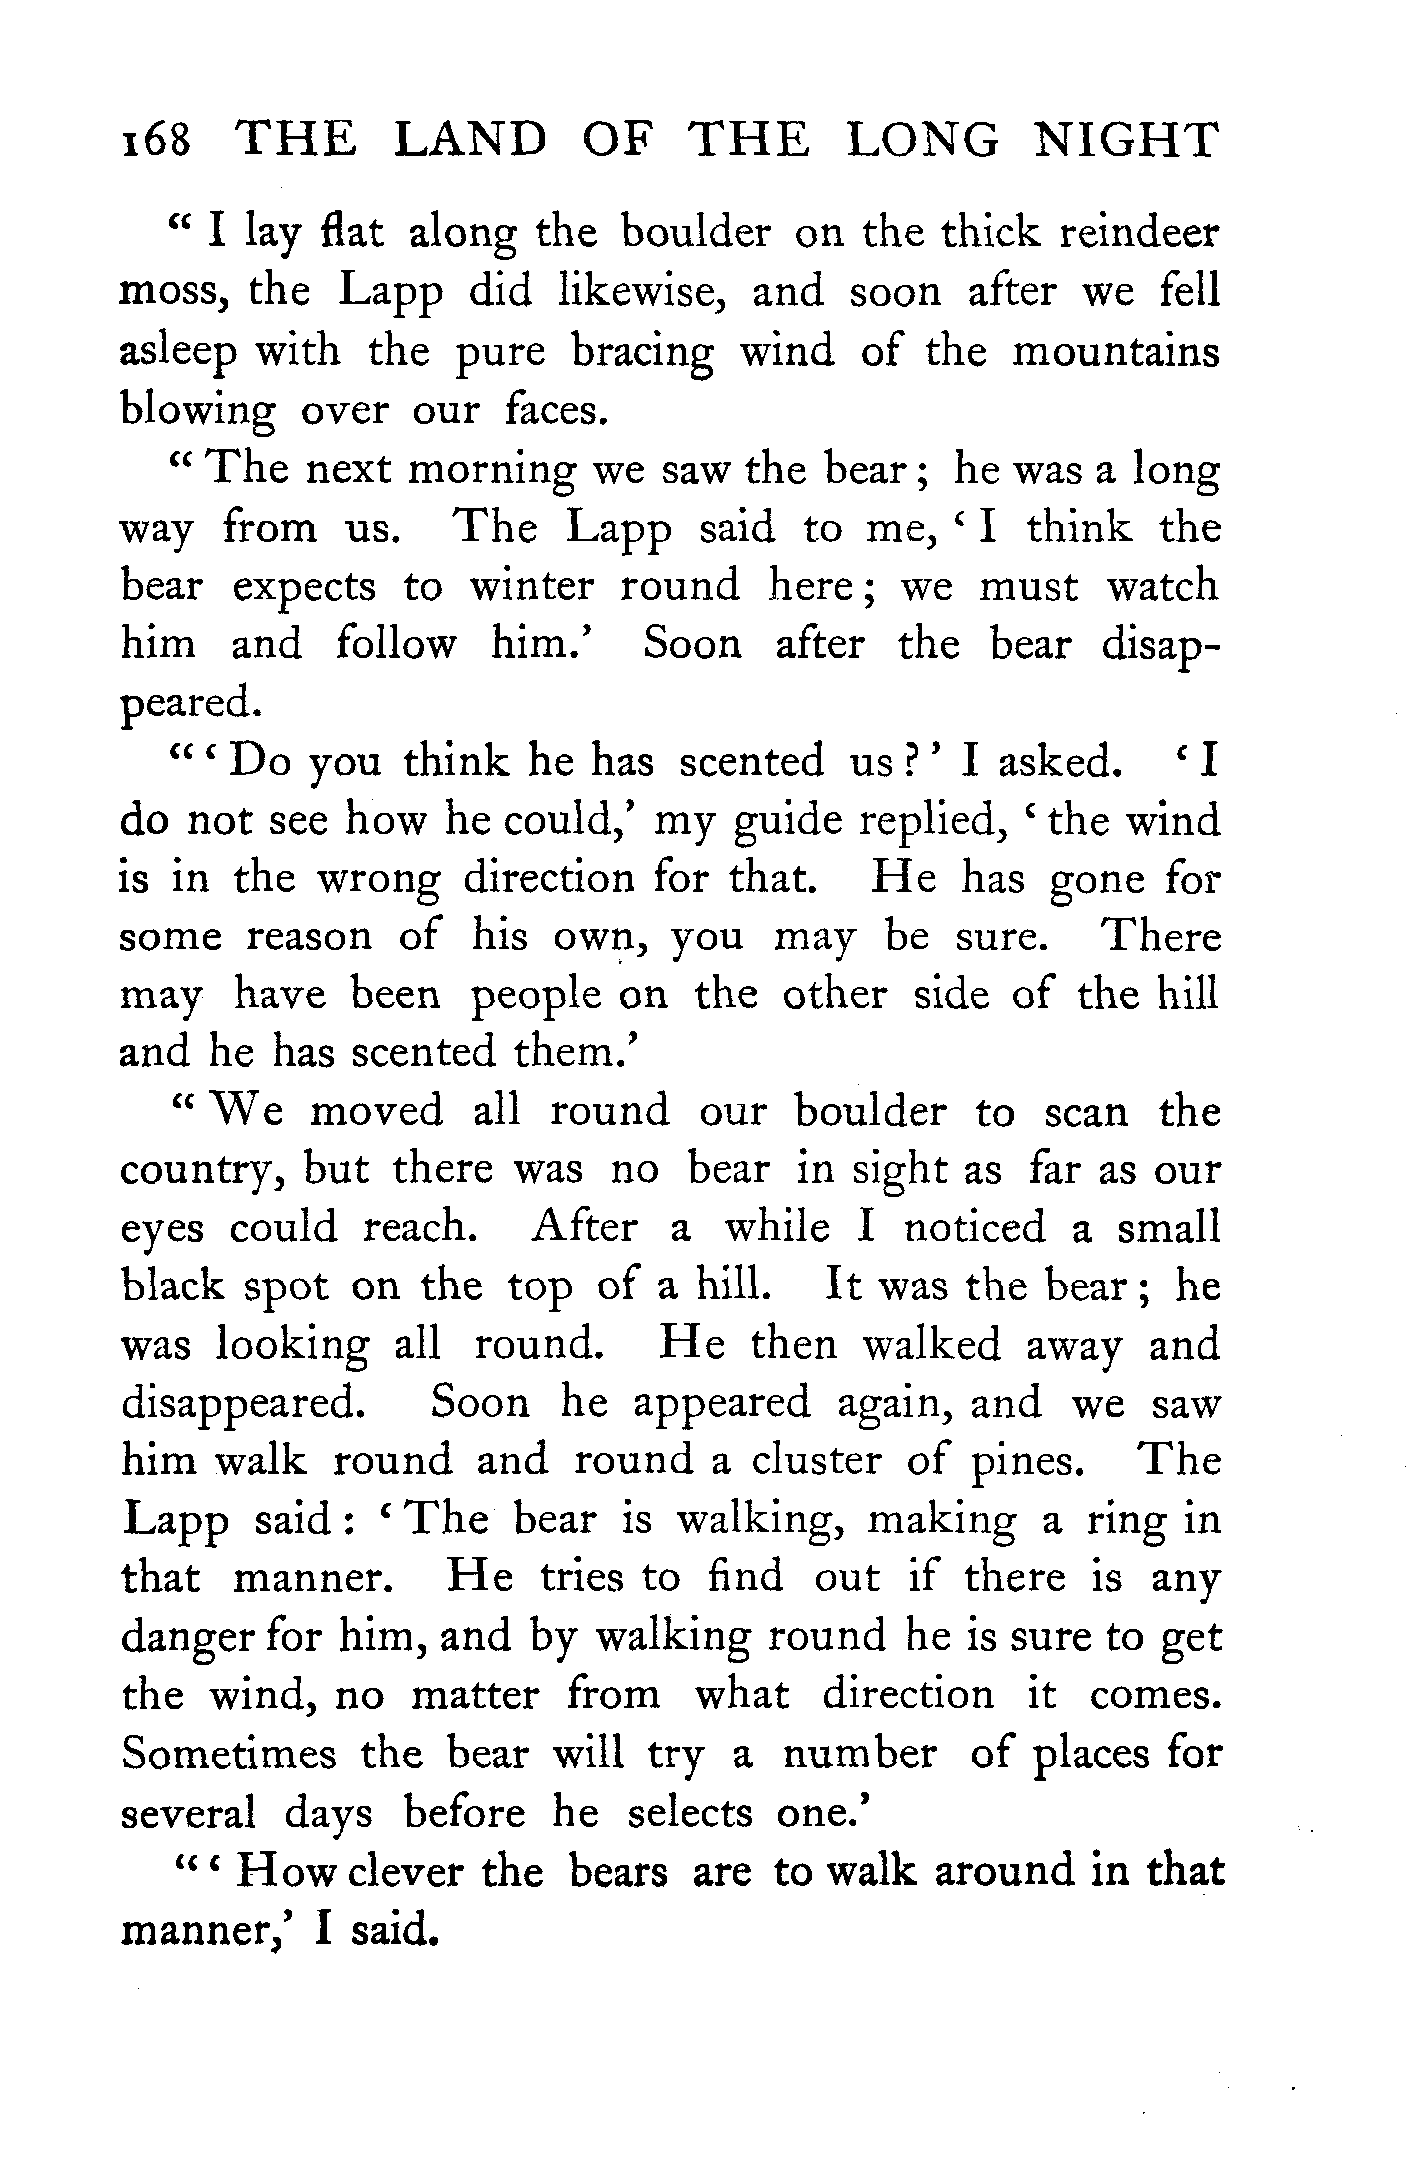 168 THE LAND OF THE LONG NIGHT
“ I lay flat along the boulder on the thick reindeer
moss, the Lapp did likewise, and soon after we fell
asleep with the pure bracing wind of the mountains
blowing over our faces.
“ The next morning we saw the bear ; he was a long
way from us. The Lapp said to me, ‘ I think the
bear expects to winter round here ; we must watch
him and follow him.’ Soon after the bear disap-
peared.
“ ‘ Do you think he has scented us ? ’ I asked. ‘ I
do not see how he could,’ my guide replied, ‘ the wind
is in the wrong direction for that. He has gone for
some reason of his own, you may be sure. There
may have been people on the other side of the hill
and he has scented them.’
“ We moved all round our boulder to scan the
country, but there was no bear in sight as far as our
eyes could reach. After a while I noticed a small
black spot on the top of a hill. It was the bear ; he
was looking all round. He then walked away and
disappeared. Soon he appeared again, and we saw
him walk round and round a cluster of pines. The
Lapp said : ‘ The bear is walking, making a ring in
that manner. He tries to find out if there is any
danger for him, and by walking round he is sure to get
the wind, no matter from what direction it comes.
Sometimes the bear will try a number of places for
several days before he selects one.’
“ ‘ How clever the bears are to walk around in that
manner,’ I said.